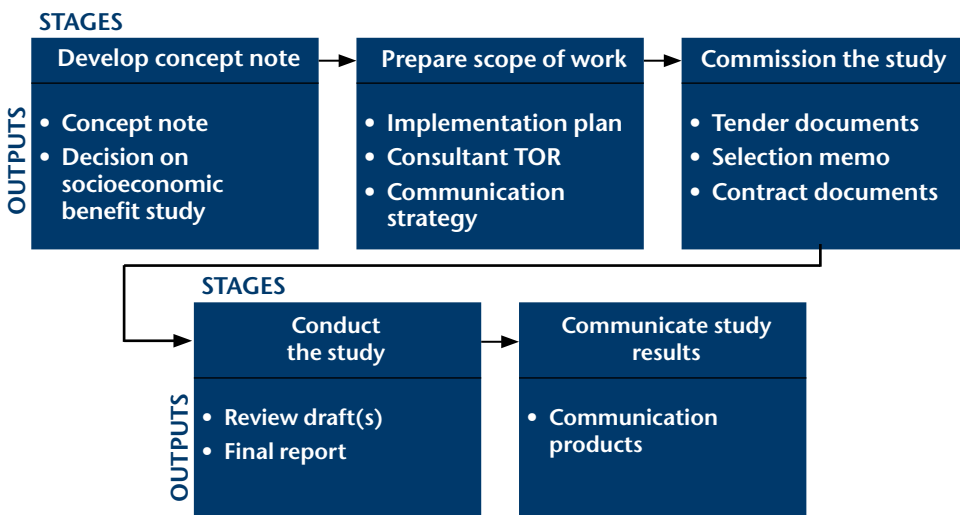 STAGES
Develop concept note
OUTPUTS
• Concept note
• Decision on
socioeconomic
benefit study
Prepare scope of work
• Implementation plan
• Consultant TOR
• Communication
strategy
Commission the study
• Tender documents
• Selection memo
• Contract documents
STAGES
Conduct
the study
OUTPUTS
• Review draft(s)
• Final report
Communicate study
results
• Communication
products